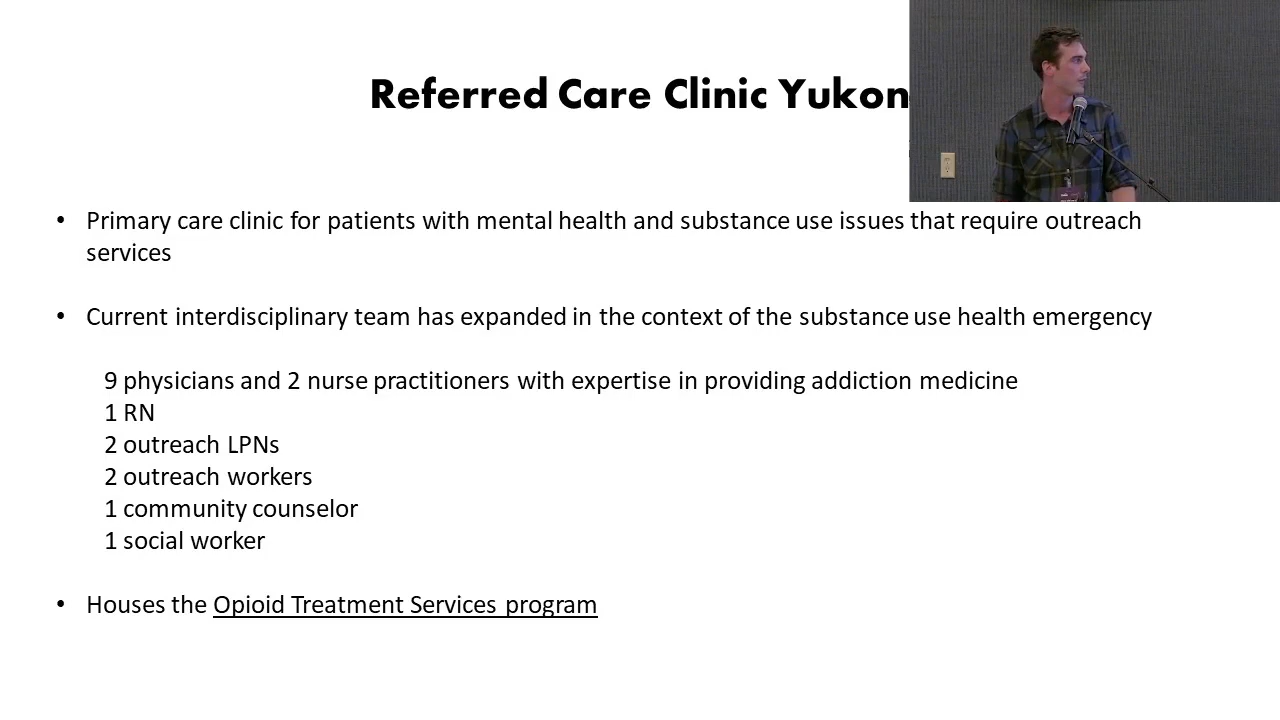 Referred Care Clinic Yukon
• Primary care clinic for patients with mental health and substance use issues that require outreach
services
• Current interdisciplinary team has expanded in the context of the substance use health emergency
9 physicians and 2 nurse practitioners with expertise in providing addiction medicine
1 RN
2 outreach LPNs
2 outreach workers
1 community counselor
1 social worker
• Houses the Opioid Treatment Services program